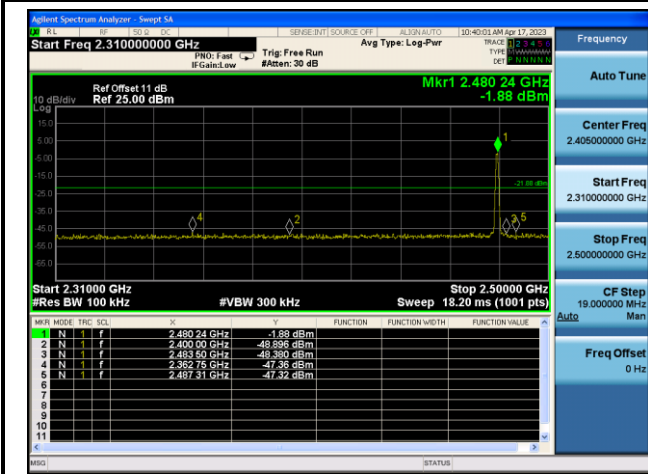 Agilent Spectrum Analyzer - Swept SA
RL RF 50 Ω DC SENSE:INT SOURCE OFF ALIGN AUTO 10:40:01 AM Apr 17, 2023
Start Freq 2.310000000 GHz
PNO: Fast
IFGain:Low
Trig: Free Run
#Atten: 30 dB
Avg Type: Log-Pwr
TRACE 1 2 3 4 5 6
TYPE
DET P N N N N N
Ref Offset 11 dB
Ref 25.00 dBm
10 dB/div
Log
Mkr1 2.480 24 GHz
-1.88 dBm
15.0
5.00
-5.00
-15.0
-25.0
-35.0
-45.0
-55.0
-65.0
1
-21.88 dBm
4
2
3
5
Start 2.31000 GHz
Stop 2.50000 GHz
#Res BW 100 kHz
#VBW 300 kHz
Sweep 18.20 ms (1001 pts)
MKR MODE TRC SCL X Y FUNCTION FUNCTION WIDTH FUNCTION VALUE
1 N 1 f 2.480 24 GHz -1.88 dBm
2 N 1 f 2.400 00 GHz -48.896 dBm
3 N 1 f 2.483 50 GHz -48.380 dBm
4 N 1 f 2.362 75 GHz -47.36 dBm
5 N 1 f 2.487 31 GHz -47.32 dBm
6
7
8
9
10
11
MSG
STATUS
Frequency
Auto Tune
Center Freq
2.405000000 GHz
Start Freq
2.310000000 GHz
Stop Freq
2.500000000 GHz
CF Step
19.000000 MHz
Auto Man
Freq Offset
0 Hz